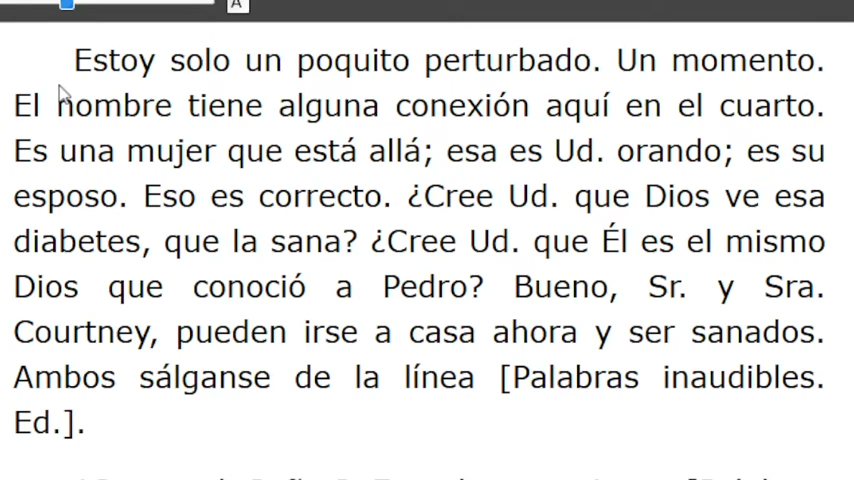 A
Estoy solo un poquito perturbado. Un momento.
El hombre tiene alguna conexión aquí en el cuarto.
Es una mujer que está allá; esa es Ud. orando; es su
esposo. Eso es correcto. ¿Cree Ud. que Dios ve esa
diabetes, que la sana? ¿Cree Ud. que Él es el mismo
Dios que conoció a Pedro? Bueno, Sr. y Sra.
Courtney, pueden irse a casa ahora y ser sanados.
Ambos sálganse de la línea [Palabras inaudibles.
Ed.].